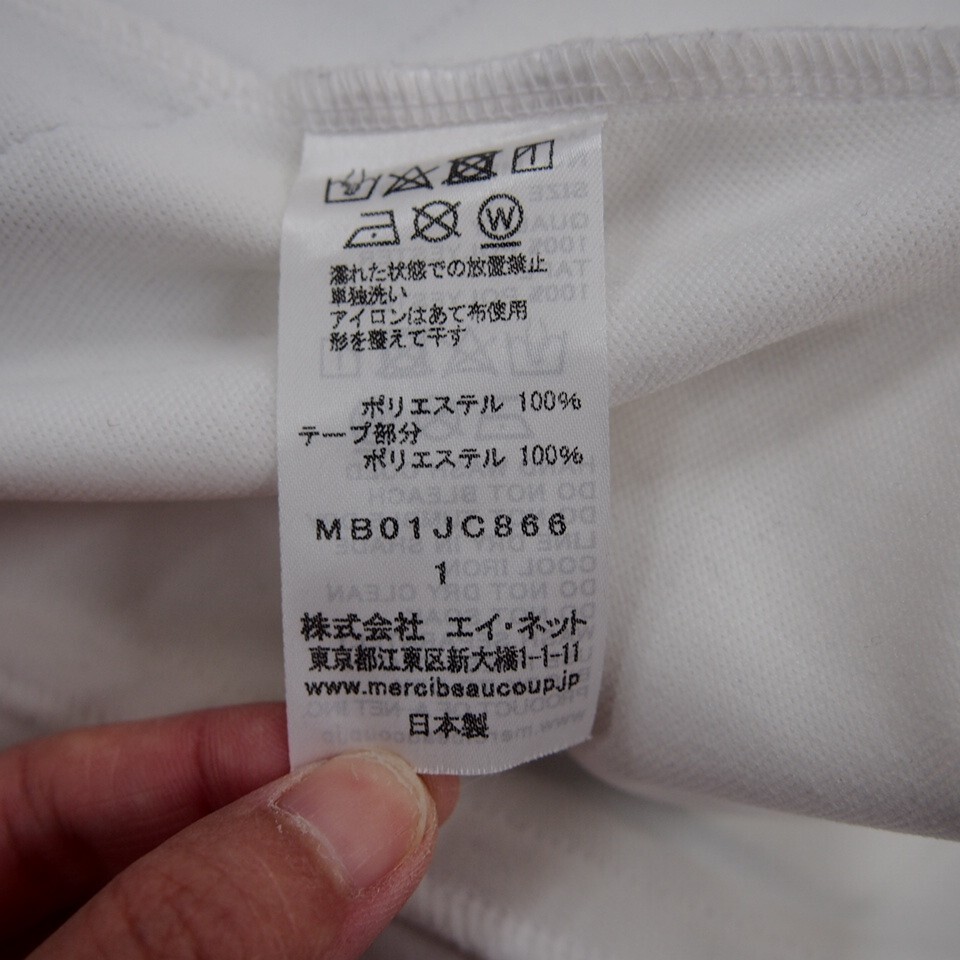 W
濡れた状態での放置禁止
単独洗い
アイロンはあて布使用
形を整えて干す
ポリエステル 100%
テープ部分
ポリエステル 100%
MB01JC866
1
株式会社 エイ・ネット
東京都江東区新大橋1-1-11
www.mercibeaucoup.jp
日本製